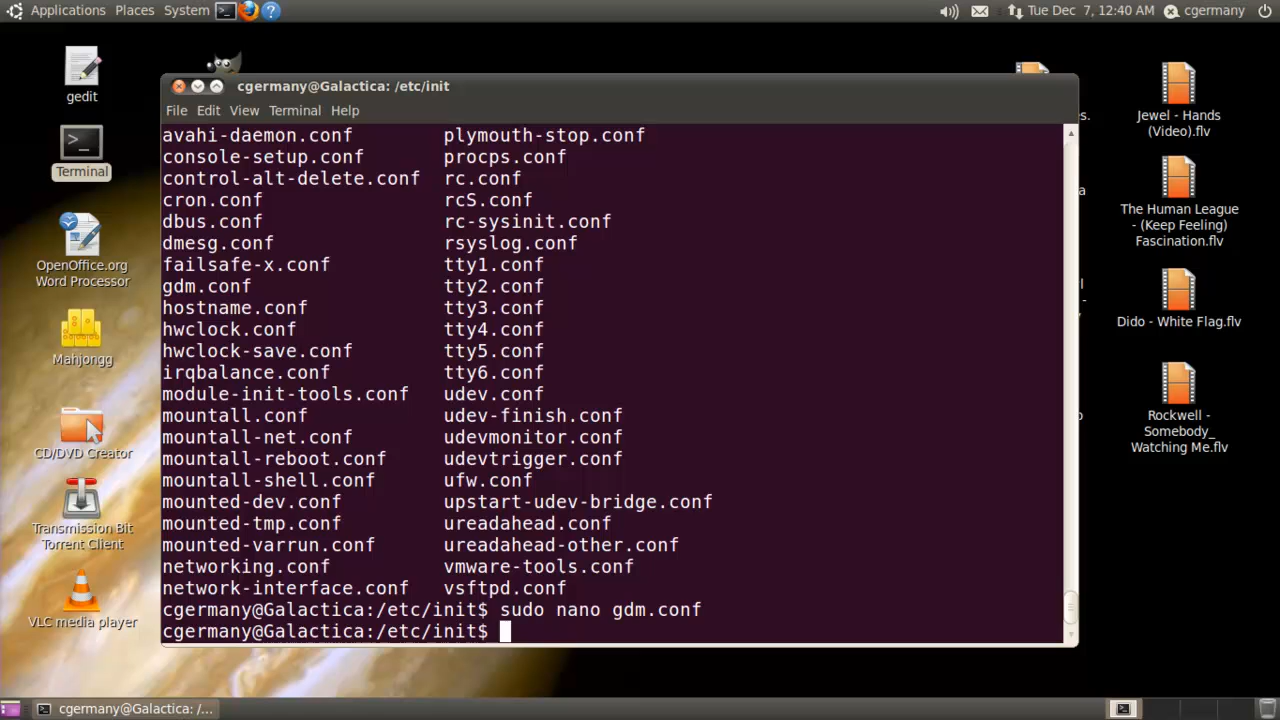 Applications Places System
Tue Dec 7, 12:40 AM cgermany
cgermany@Galactica: /etc/init
File Edit View Terminal Help
avahi-daemon.conf plymouth-stop.conf
console-setup.conf procps.conf
control-alt-delete.conf rc.conf
cron.conf rcS.conf
dbus.conf rc-sysinit.conf
dmesg.conf rsyslog.conf
failsafe-x.conf tty1.conf
gdm.conf tty2.conf
hostname.conf tty3.conf
hwclock.conf tty4.conf
hwclock-save.conf tty5.conf
irqbalance.conf tty6.conf
module-init-tools.conf udev.conf
mountall.conf udev-finish.conf
mountall-net.conf udevmonitor.conf
mountall-reboot.conf udevtrigger.conf
mountall-shell.conf ufw.conf
mounted-dev.conf upstart-udev-bridge.conf
mounted-tmp.conf ureadahead.conf
mounted-varrun.conf ureadahead-other.conf
networking.conf vmware-tools.conf
network-interface.conf vsftpd.conf
cgermany@Galactica:/etc/init$ sudo nano gdm.conf
cgermany@Galactica:/etc/init$
gedit
Terminal
OpenOffice.org
Word Processor
Mahjongg
CD/DVD Creator
Transmission Bit
Torrent Client
VLC media player
Jewel - Hands
(Video).flv
The Human League
- (Keep Feeling)
Fascination.flv
Dido - White Flag.flv
Rockwell -
Somebody_
Watching Me.flv
cgermany@Galactica: /...